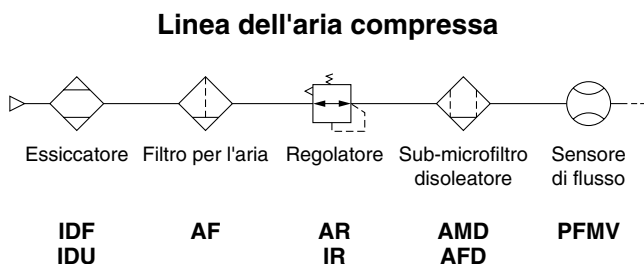 Linea dell'aria compressa
Essiccatore Filtro per l'aria Regolatore Sub-microfiltro Sensore
disoleatore di flusso
IDF AF AR AMD PFMV
IDU IR AFD